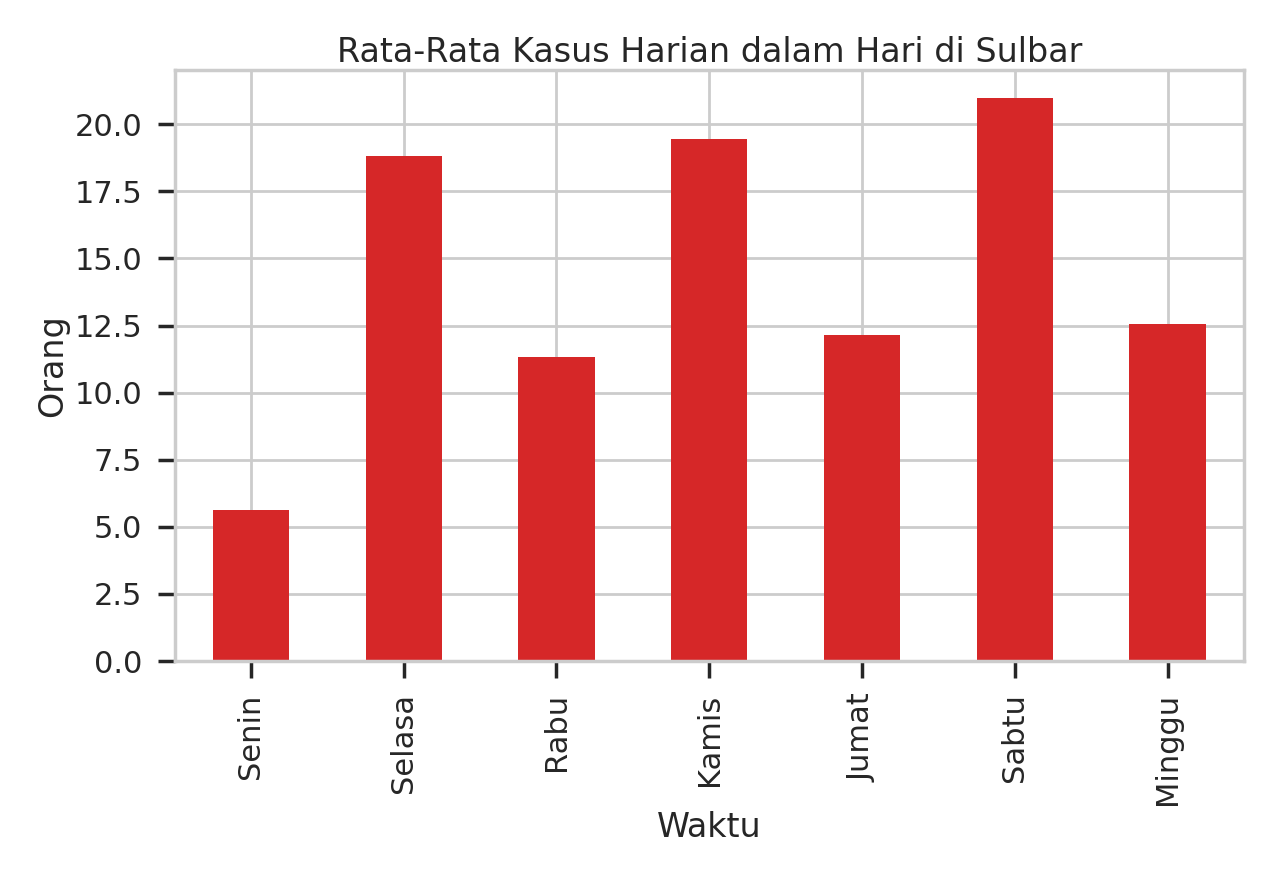 Rata-Rata Kasus Harian dalam Hari di Sulbar
Orang
20.0
17.5
15.0
12.5
10.0
7.5
5.0
2.5
0.0
Senin
Selasa
Rabu
Kamis
Jumat
Sabtu
Minggu
Waktu